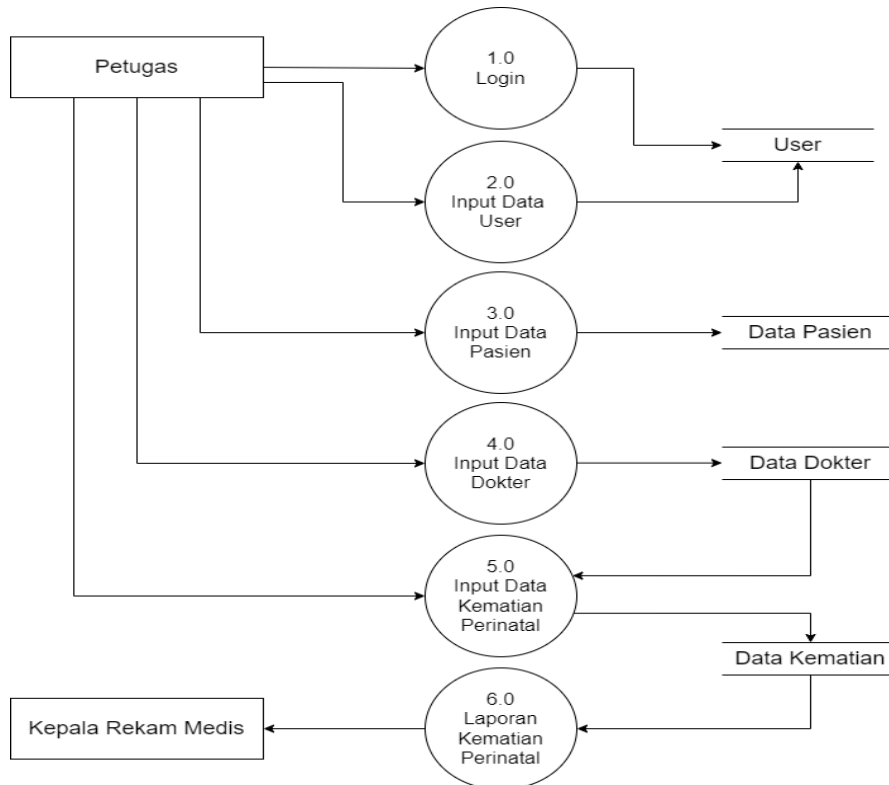 Petugas
1.0
Login
User
2.0
Input Data
User
3.0
Input Data
Pasien
Data Pasien
4.0
Input Data
Dokter
Data Dokter
5.0
Input Data
Kematian
Perinatal
Data Kematian
Kepala Rekam Medis
6.0
Laporan
Kematian
Perinatal